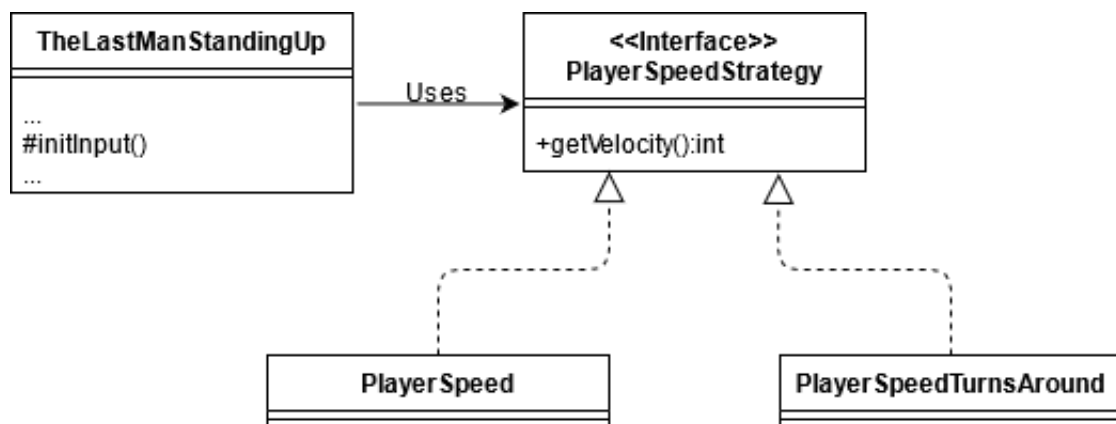 TheLastManStandingUp
...
#initInput()
...
Uses
<<Interface>>
PlayerSpeedStrategy
+getVelocity():int
PlayerSpeed
PlayerSpeedTurnsAround